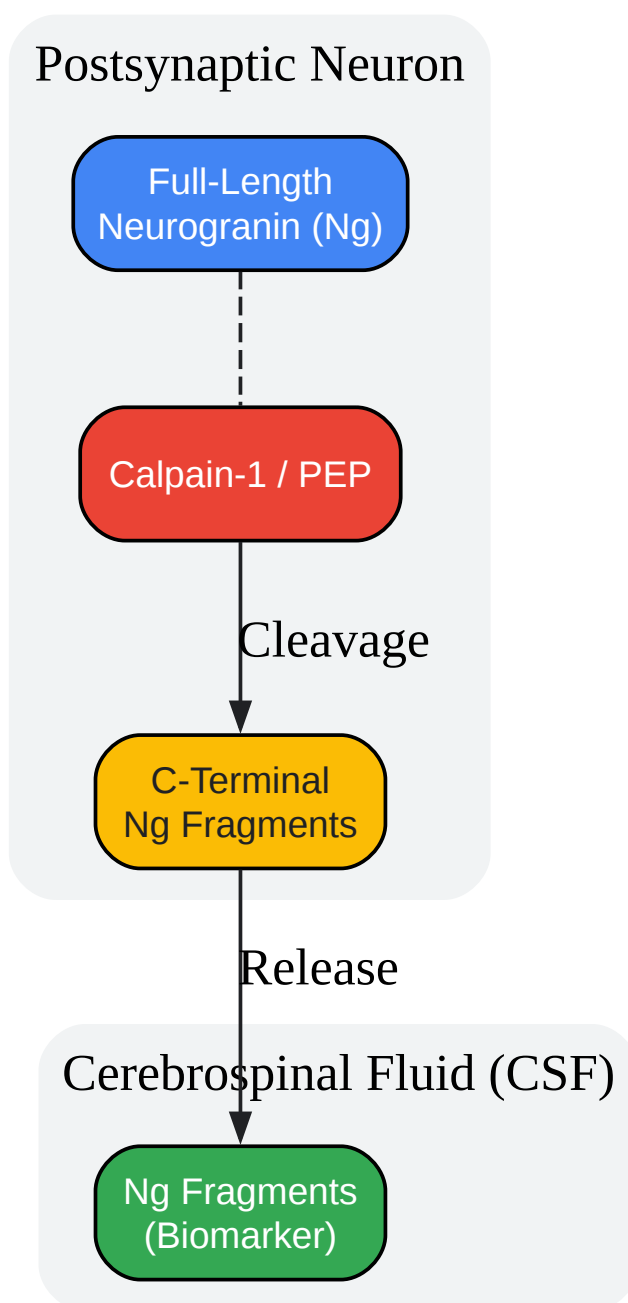 Postsynaptic Neuron
Full-Length
Neurogranin (Ng)
Calpain-1 / PEP
Cleavage
C-Terminal
Ng Fragments
Release
Cerebrospinal Fluid (CSF)
Ng Fragments
(Biomarker)